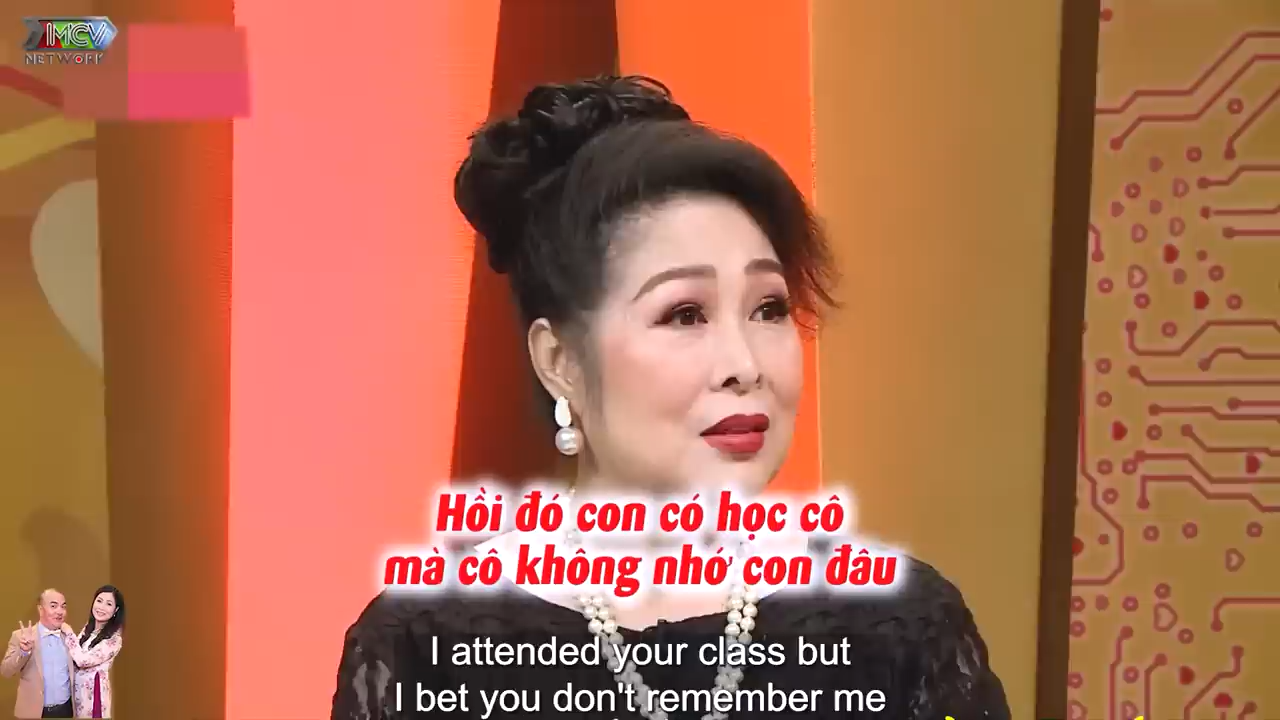 MCV
NETWORK
Hồi đó con có học cô
mà cô không nhớ con đâu
I attended your class but
I bet you don't remember me